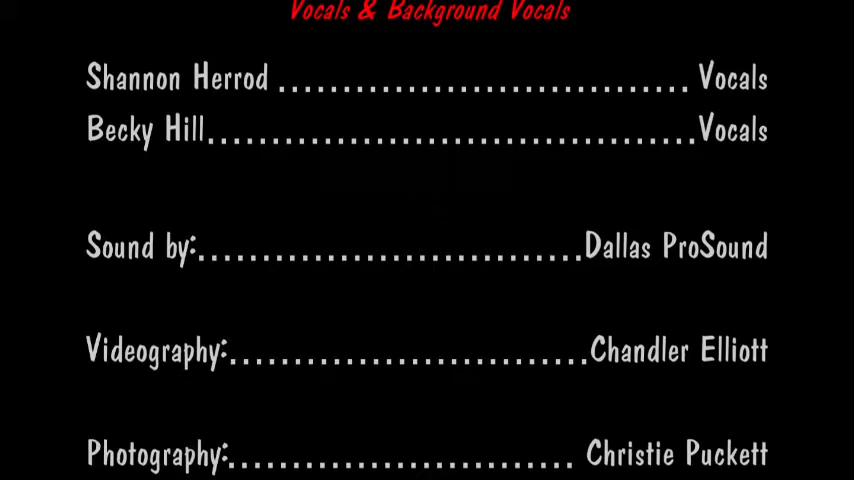 Vocals & Background Vocals
Shannon Herrod ................................ Vocals
Becky Hill......................................Vocals
Sound by:..............................Dallas ProSound
Videography:............................Chandler Elliott
Photography:........................... Christie Puckett